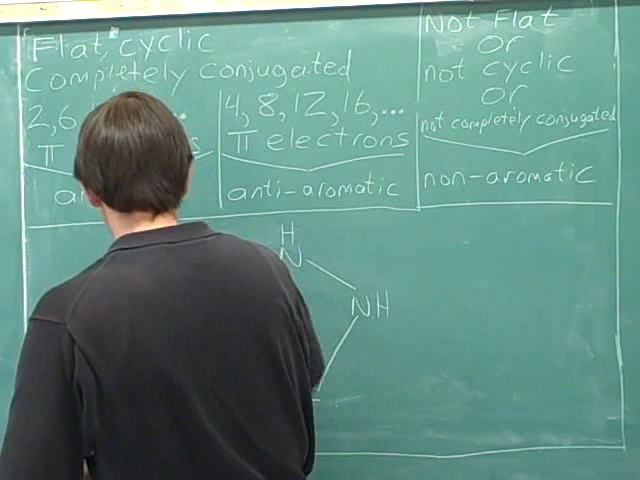 Flat, cyclic
Completely conjugated
2, 6,
π
4, 8, 12, 16, ...
π electrons
anti-aromatic
Not Flat
or
not cyclic
or
not completely conjugated
non-aromatic
H
N
NH